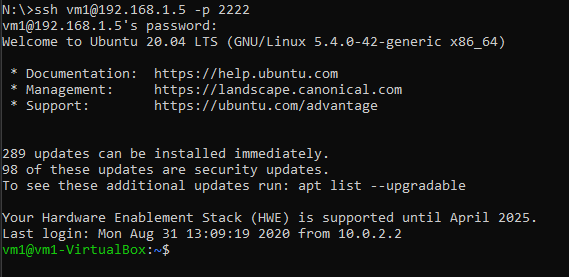 N:\>ssh vm1@192.168.1.5 -p 2222
vm1@192.168.1.5's password:
Welcome to Ubuntu 20.04 LTS (GNU/Linux 5.4.0-42-generic x86_64)
* Documentation:  https://help.ubuntu.com
* Management:     https://landscape.canonical.com
* Support:        https://ubuntu.com/advantage
289 updates can be installed immediately.
98 of these updates are security updates.
To see these additional updates run: apt list --upgradable
Your Hardware Enablement Stack (HWE) is supported until April 2025.
Last login: Mon Aug 31 13:09:19 2020 from 10.0.2.2
vm1@vm1-VirtualBox:~$